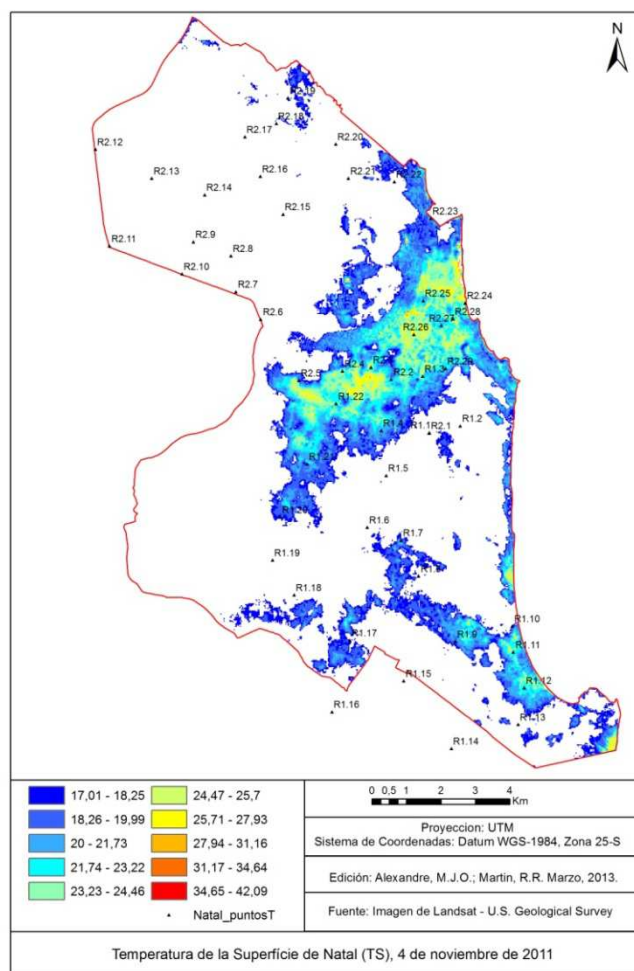 N
R2.19
R2.18
R2.17
R2.20
R2.12
R2.13
R2.16
R2.21
R2.22
R2.14
R2.15
R2.23
R2.11
R2.9
R2.8
R2.10
R2.7
R2.24
R2.25
R2.6
R2.28
R2.27
R2.26
R2.4
R2.2
R1.3
R2.5
R1.22
R1.2
R1.4
R1.1
R2.1
R1.5
R1.6
R1.7
R1.19
R1.18
R1.10
R1.17
R1.9
R1.11
R1.15
R1.12
R1.16
R1.13
R1.14
17,01 - 18,25
18,26 - 19,99
20 - 21,73
21,74 - 23,22
23,23 - 24,46
24,47 - 25,7
25,71 - 27,93
27,94 - 31,16
31,17 - 34,64
34,65 - 42,09
Natal_puntosT
0 0,5 1 2 3 4
Km
Proyeccion: UTM
Sistema de Coordenadas: Datum WGS-1984, Zona 25-S
Edición: Alexandre, M.J.O.; Martin, R.R. Marzo, 2013.
Fuente: Imagen de Landsat - U.S. Geological Survey
Temperatura de la Superfície de Natal (TS), 4 de noviembre de 2011